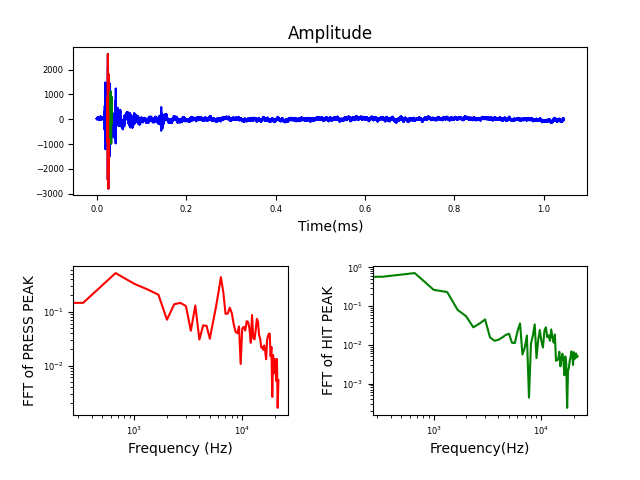 Amplitude
2000
1000
0
−1000
−2000
−3000
0.0 0.2 0.4 0.6 0.8 1.0
Time(ms)
FFT of PRESS PEAK
10⁻¹
10⁻²
10³ 10⁴
Frequency (Hz)
FFT of HIT PEAK
10⁰
10⁻¹
10⁻²
10⁻³
10³ 10⁴
Frequency(Hz)